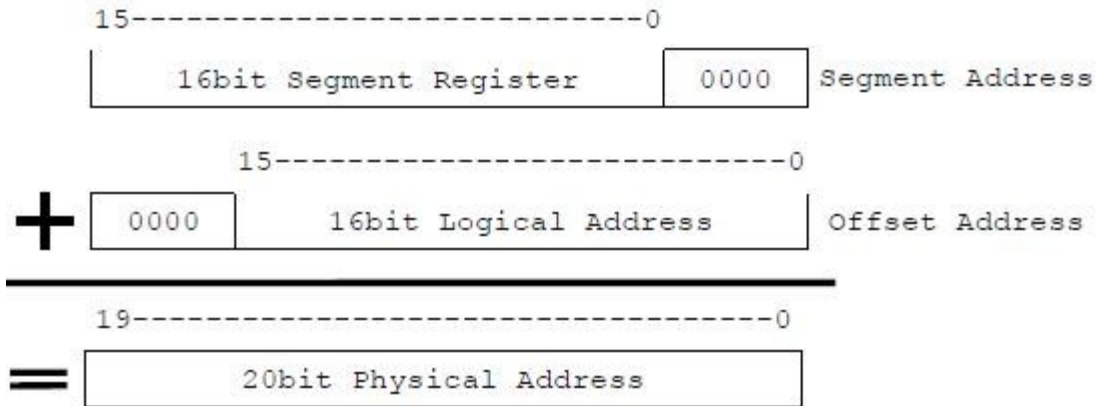 15-----------------------------0
16bit Segment Register 0000 Segment Address
15----------------------------0
+ 0000 16bit Logical Address Offset Address
19-----------------------------------0
= 20bit Physical Address